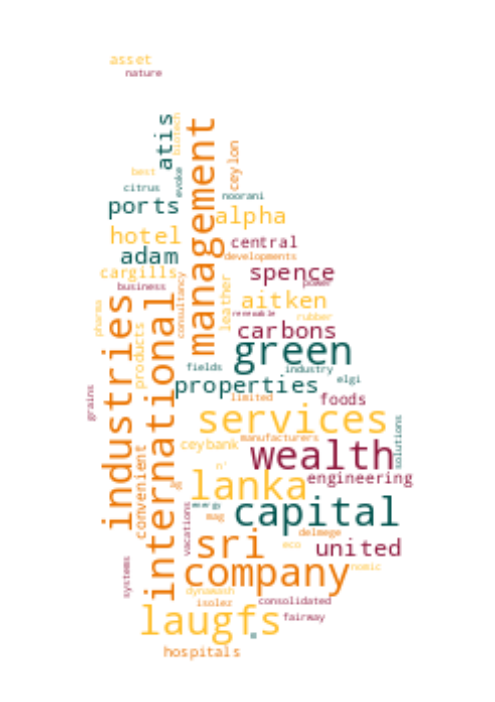 asset
nature
atis
biotech
management
ceylon
best
evoke
citrus
noorani
ports
alpha
hotel
central
adam
developments
cargills
spence
power
business
consultancy
leather
aitken
industries
international
renewable
rubber
pharma
products
carbons
green
fields
industry
elgi
properties
grains
limited
foods
services
solutions
manufacturers
ceybank
convenient
wealth
n'
engineering
lanka
energy
capital
mag
vacations
sri
delmege
eco
united
systems
company
nomic
dynawash
isolez
consolidated
laugfs
fairway
hospitals